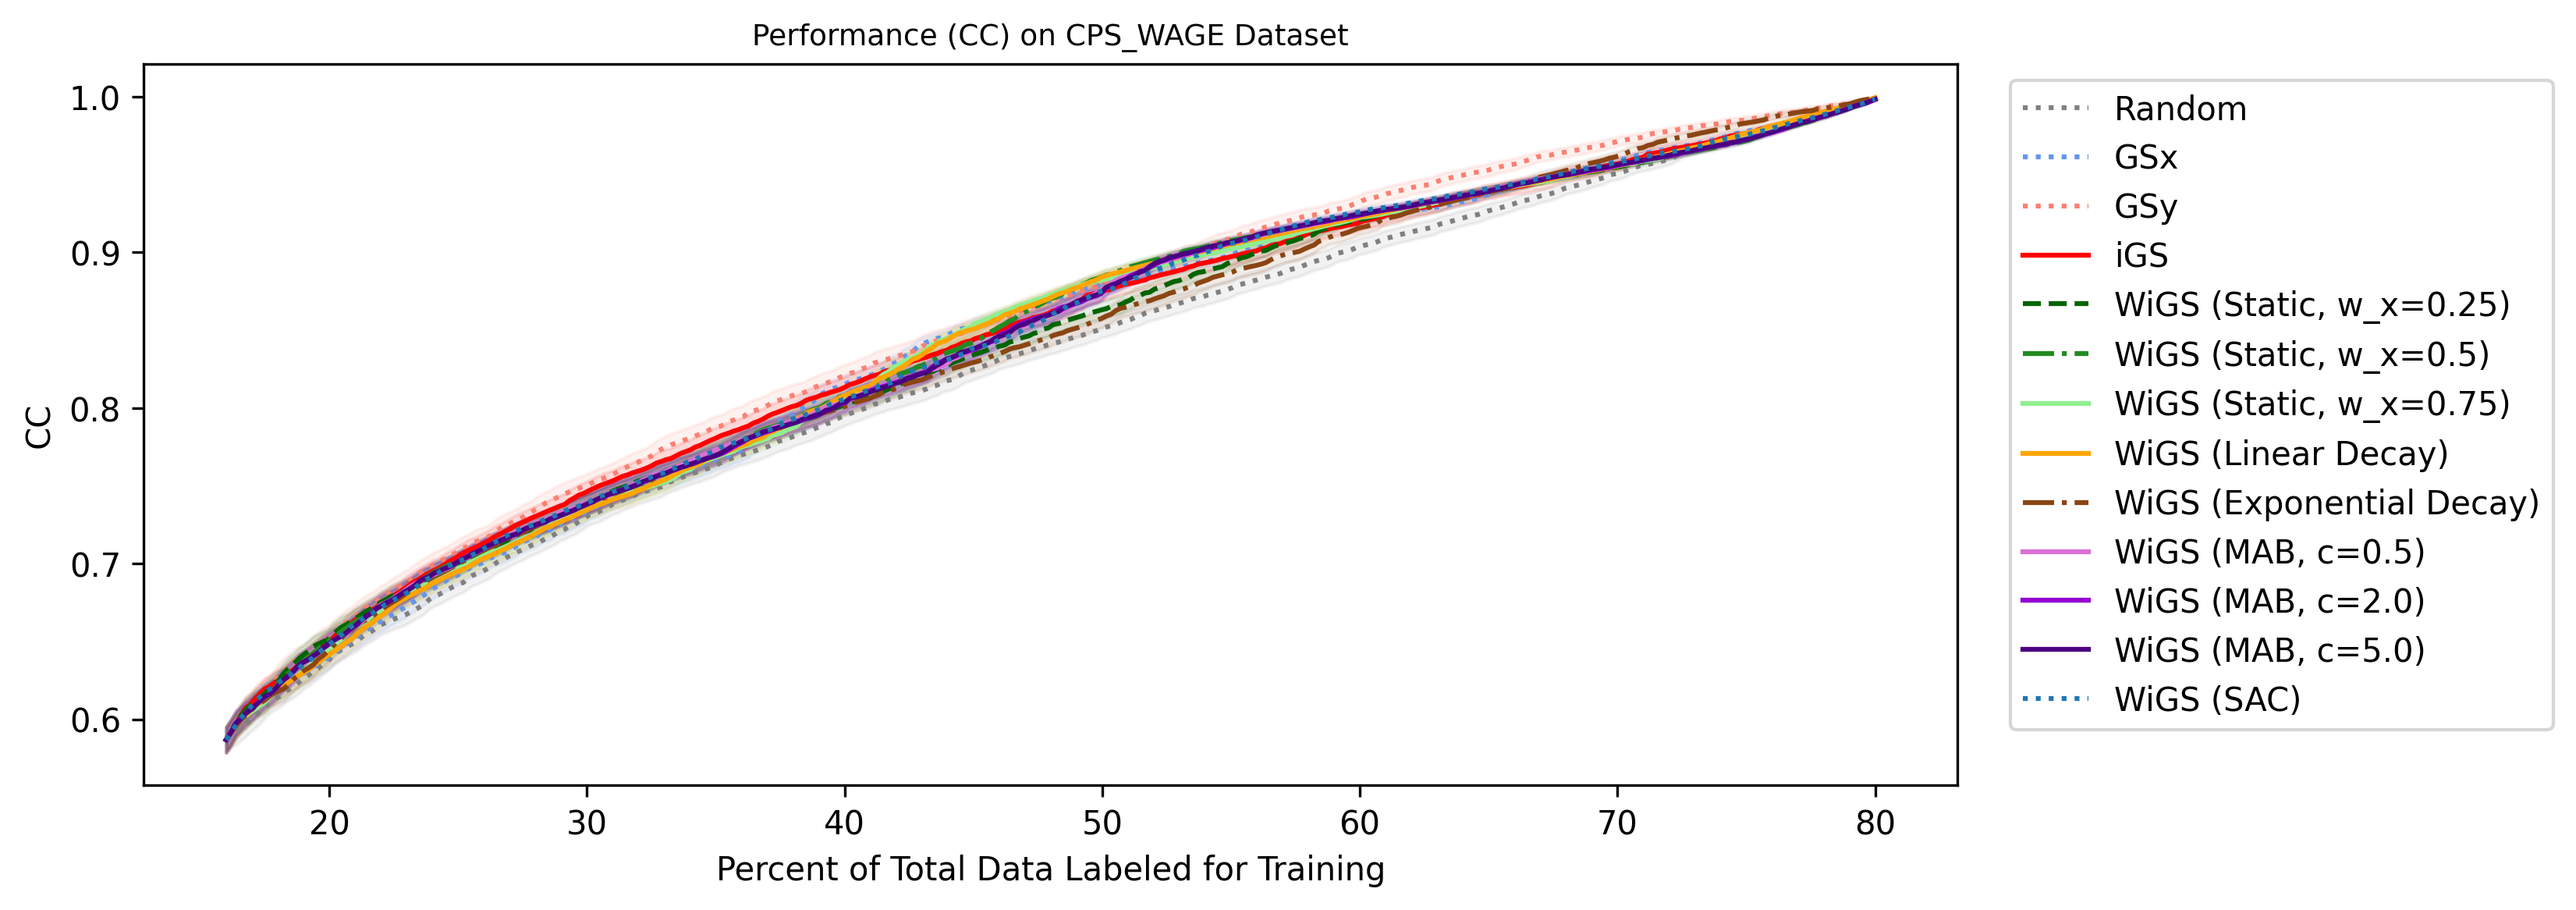 Performance (CC) on CPS_WAGE Dataset
1.0
0.9
0.8
0.7
0.6
CC
20 30 40 50 60 70 80
Percent of Total Data Labeled for Training
Random
GSx
GSy
iGS
WiGS (Static, w_x=0.25)
WiGS (Static, w_x=0.5)
WiGS (Static, w_x=0.75)
WiGS (Linear Decay)
WiGS (Exponential Decay)
WiGS (MAB, c=0.5)
WiGS (MAB, c=2.0)
WiGS (MAB, c=5.0)
WiGS (SAC)